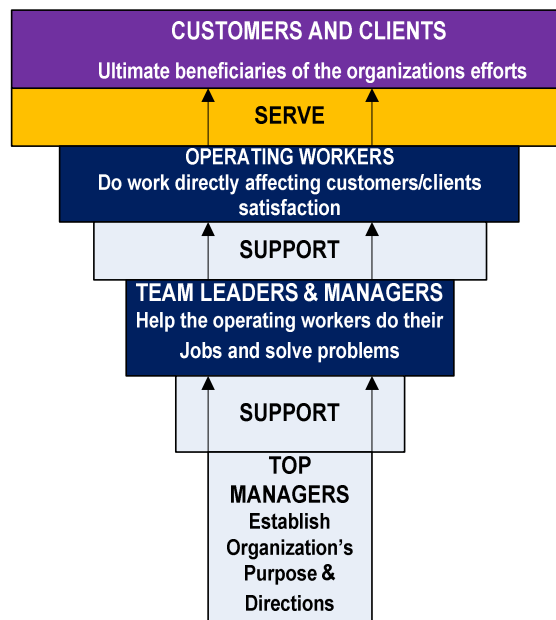 CUSTOMERS AND CLIENTS
Ultimate beneficiaries of the organizations efforts
SERVE
OPERATING WORKERS
Do work directly affecting customers/clients
satisfaction
SUPPORT
TEAM LEADERS & MANAGERS
Help the operating workers do their
Jobs and solve problems
SUPPORT
TOP
MANAGERS
Establish
Organization's
Purpose &
Directions